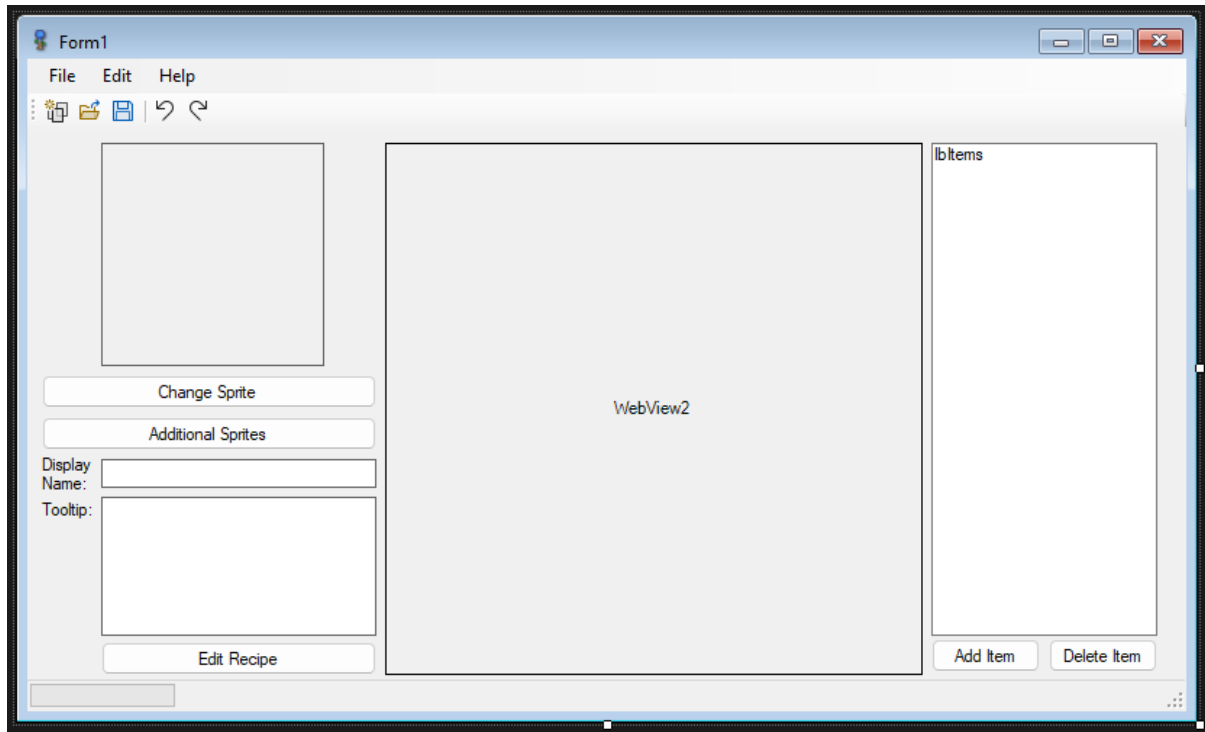 Form1
File Edit Help
lbItems
Change Sprite
Additional Sprites
WebView2
Display
Name:
Tooltip:
Edit Recipe
Add Item Delete Item